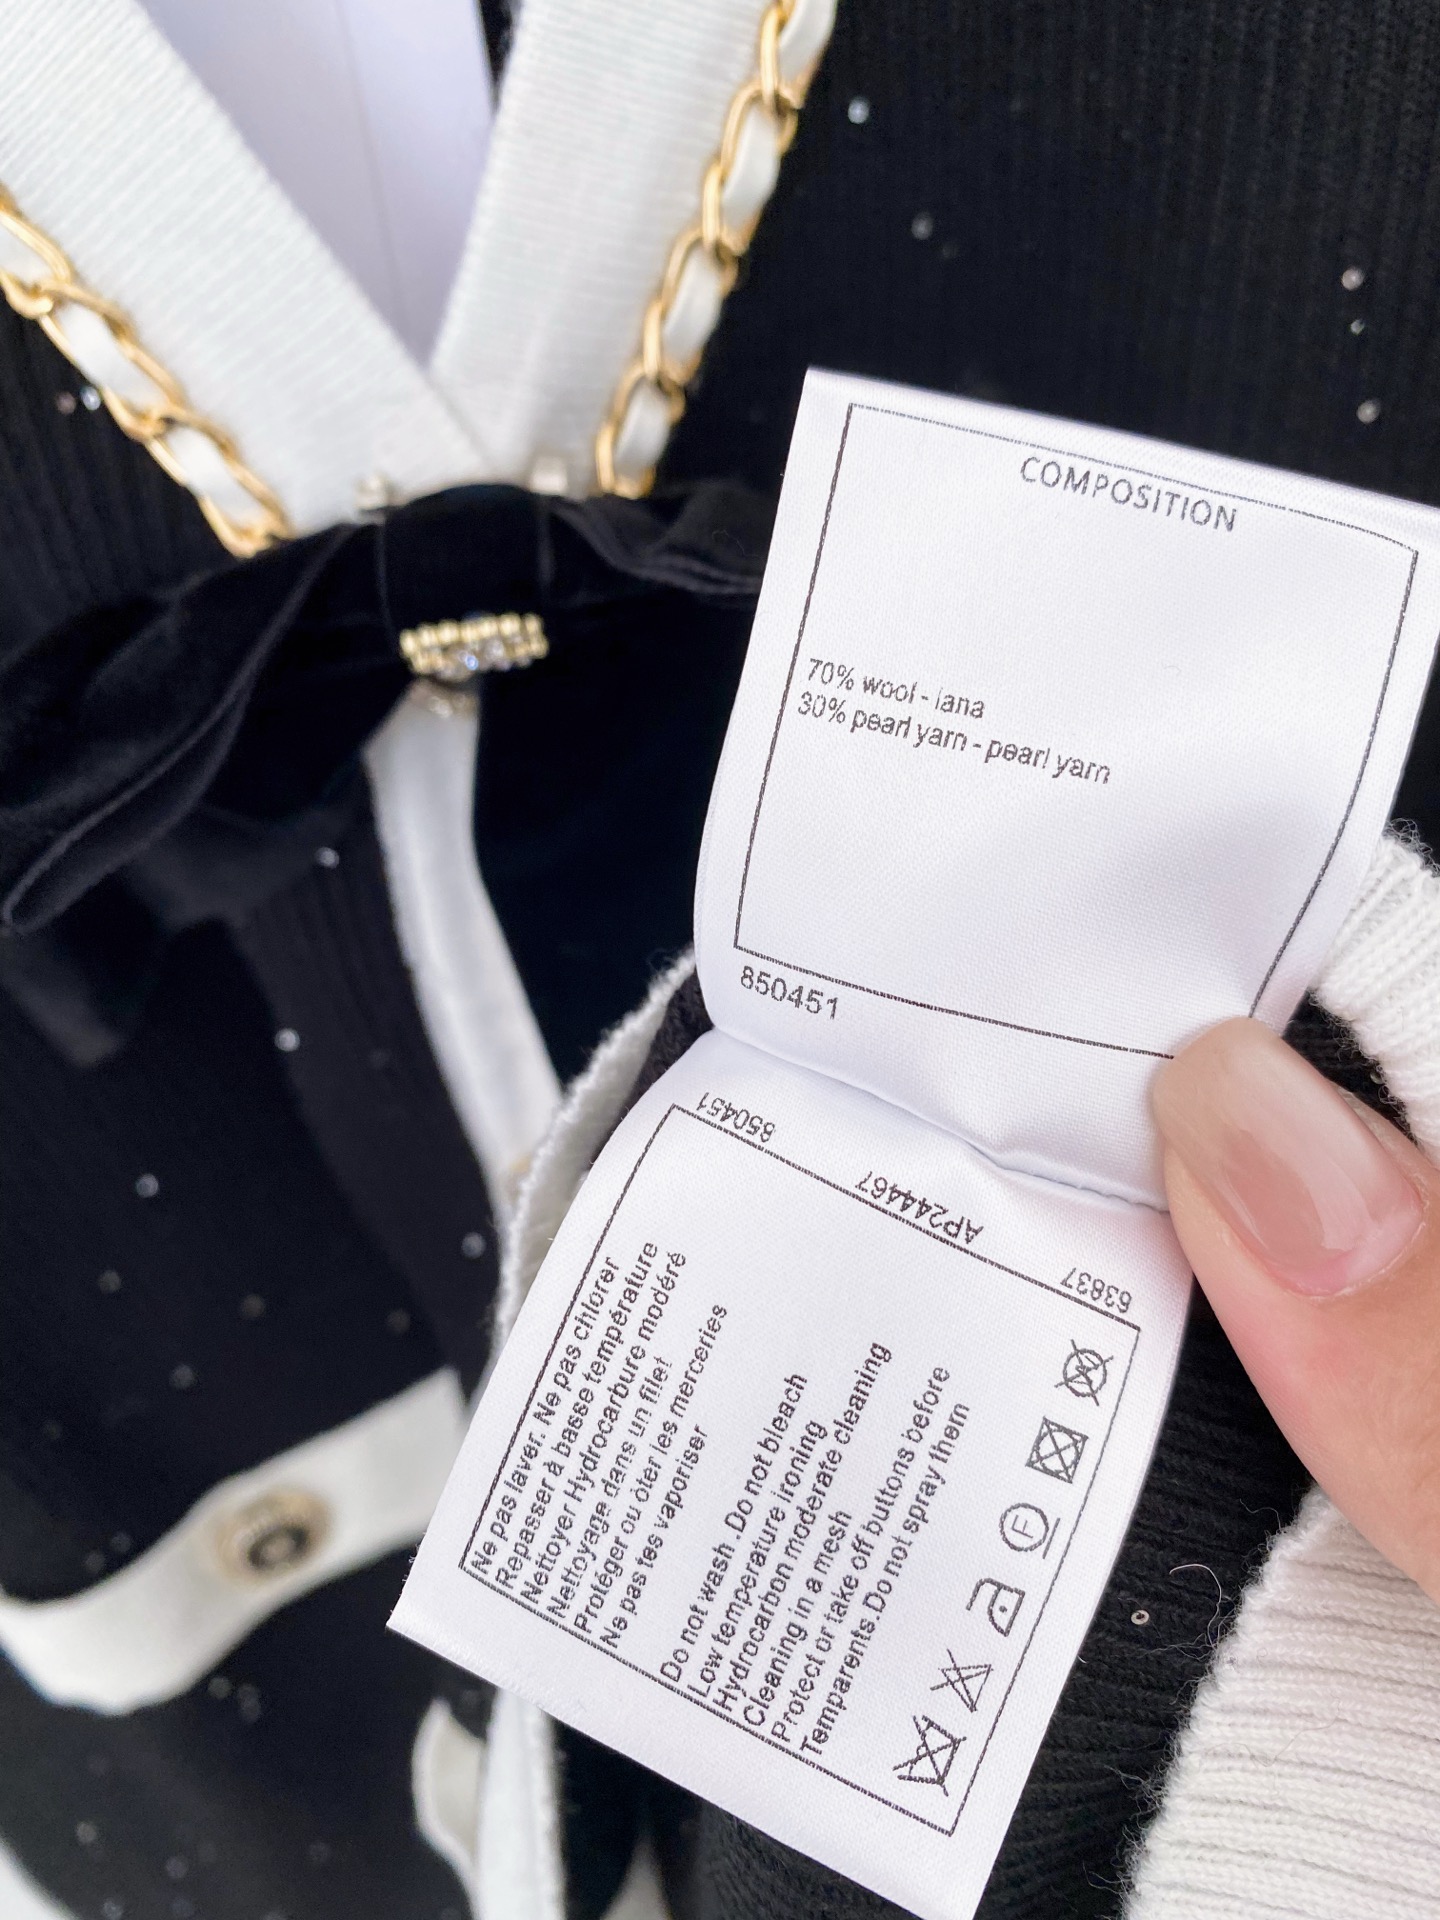 COMPOSITION
70% wool - lana
30% pearl yarn - pearl yarn
850451
850451
AP244467
63837
Ne pas laver. Ne pas chlorer
Repasser à basse température
Nettoyer Hydrocarbure modéré
Nettoyage dans un filet
Protéger ou ôter les merceries
Ne pas les vaporiser
Do not wash .Do not bleach
Low temperature ironing
Hydrocarbon moderate cleaning
Cleaning in a mesh
Protect or take off buttons before
Temparents.Do not spray them
F